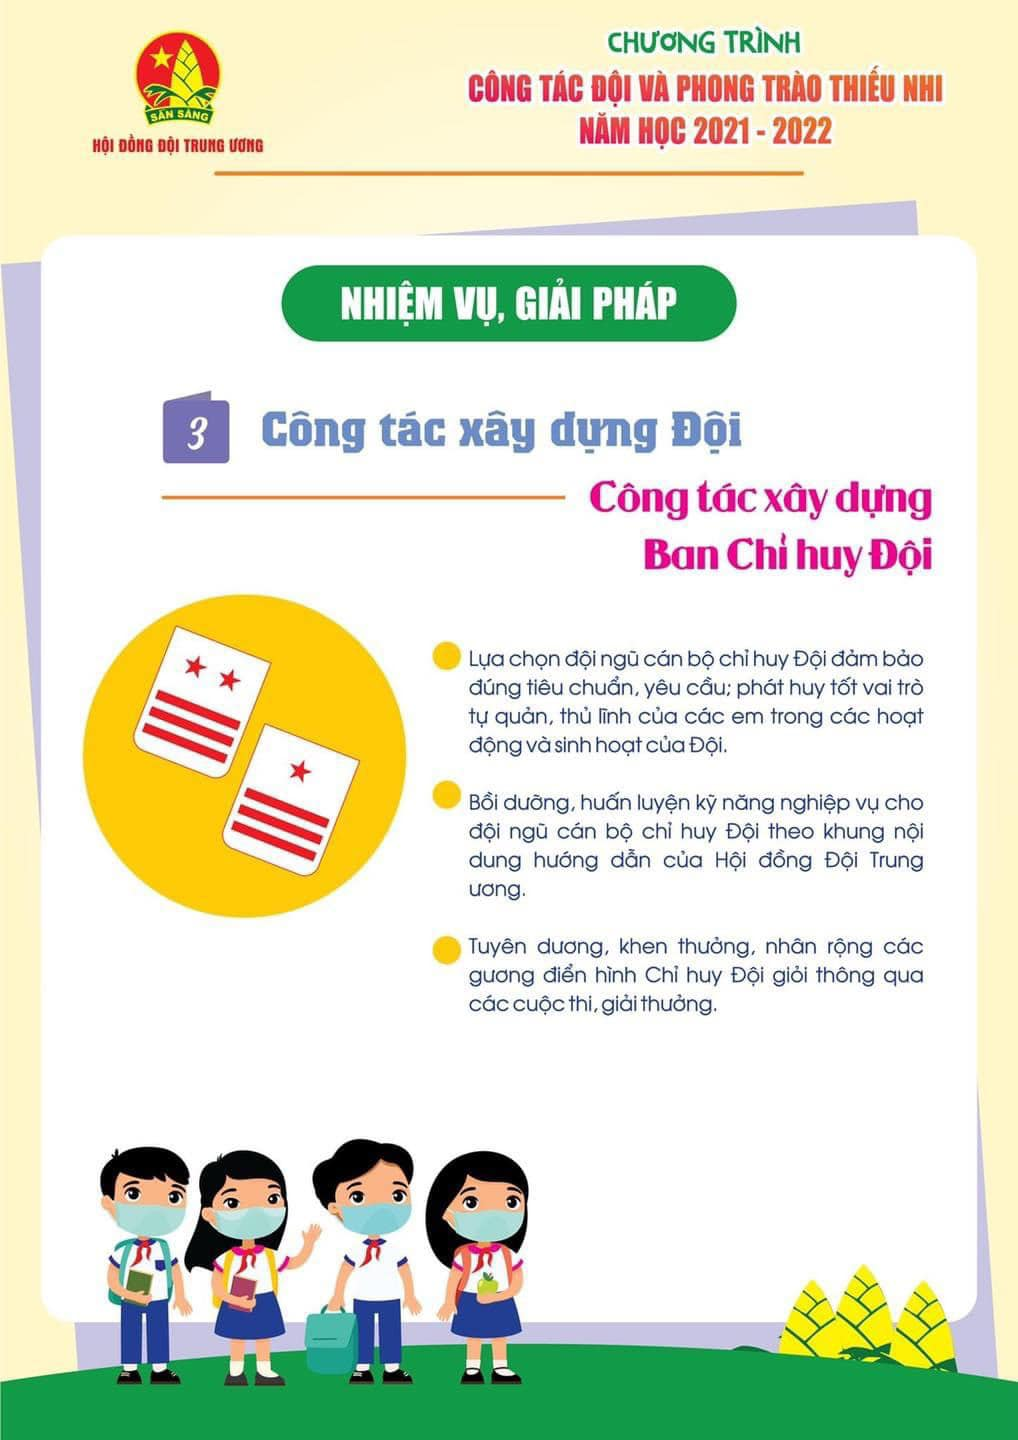 SẴN SÀNG
HỘI ĐỒNG ĐỘI TRUNG ƯƠNG
CHƯƠNG TRÌNH
CÔNG TÁC ĐỘI VÀ PHONG TRÀO THIẾU NHI
NĂM HỌC 2021 - 2022
NHIỆM VỤ, GIẢI PHÁP
3 Công tác xây dựng Đội
Công tác xây dựng
Ban Chỉ huy Đội
Lựa chọn đội ngũ cán bộ chỉ huy Đội đảm bảo
đúng tiêu chuẩn, yêu cầu; phát huy tốt vai trò
tự quản, thủ lĩnh của các em trong các hoạt
động và sinh hoạt của Đội.
Bồi dưỡng, huấn luyện kỹ năng nghiệp vụ cho
đội ngũ cán bộ chỉ huy Đội theo khung nội
dung hướng dẫn của Hội đồng Đội Trung
ương.
Tuyên dương, khen thưởng, nhân rộng các
gương điển hình Chỉ huy Đội giỏi thông qua
các cuộc thi, giải thưởng.